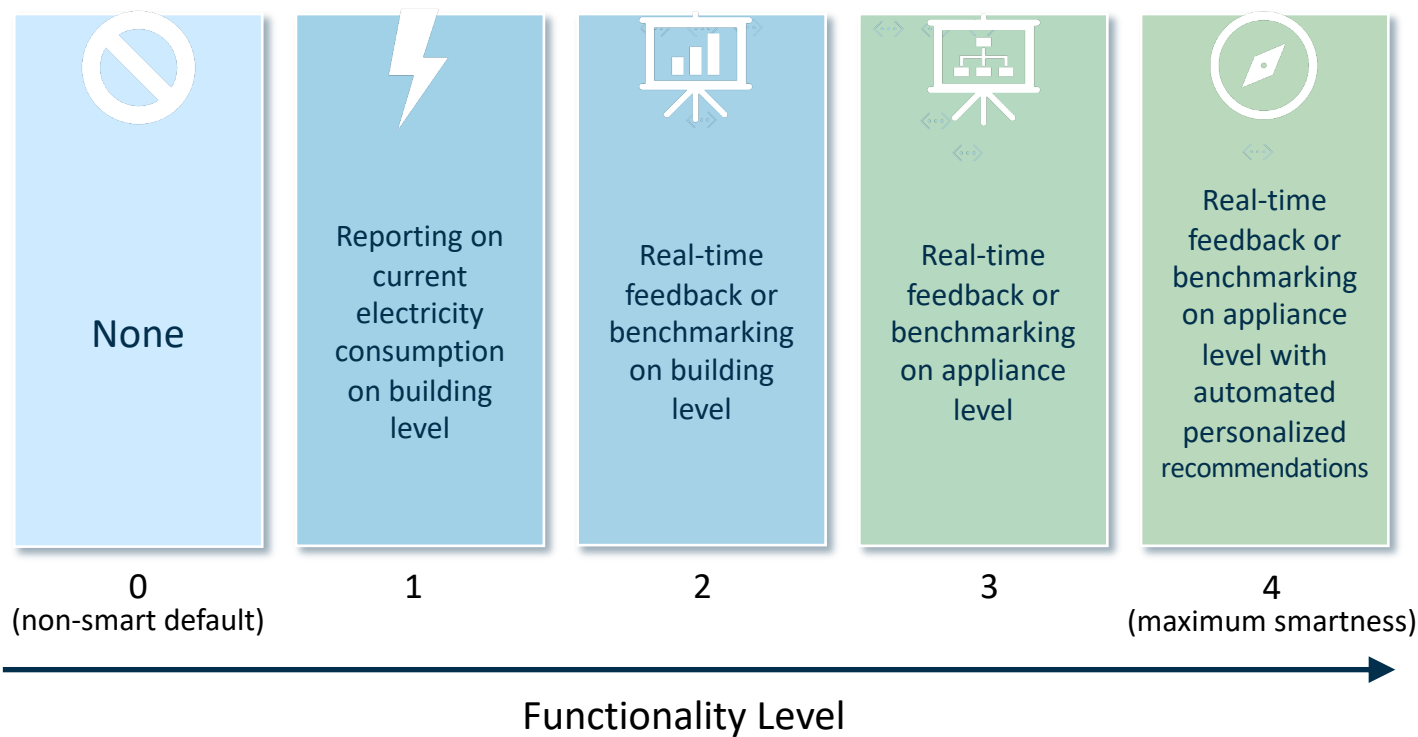 None
Reporting on
current
electricity
consumption
on building
level
Real-time
feedback or
benchmarking
on building
level
Real-time
feedback or
benchmarking
on appliance
level
Real-time
feedback or
benchmarking
on appliance
level with
automated
personalized
recommendations
0
(non-smart default)
1
2
3
4
(maximum smartness)
Functionality Level